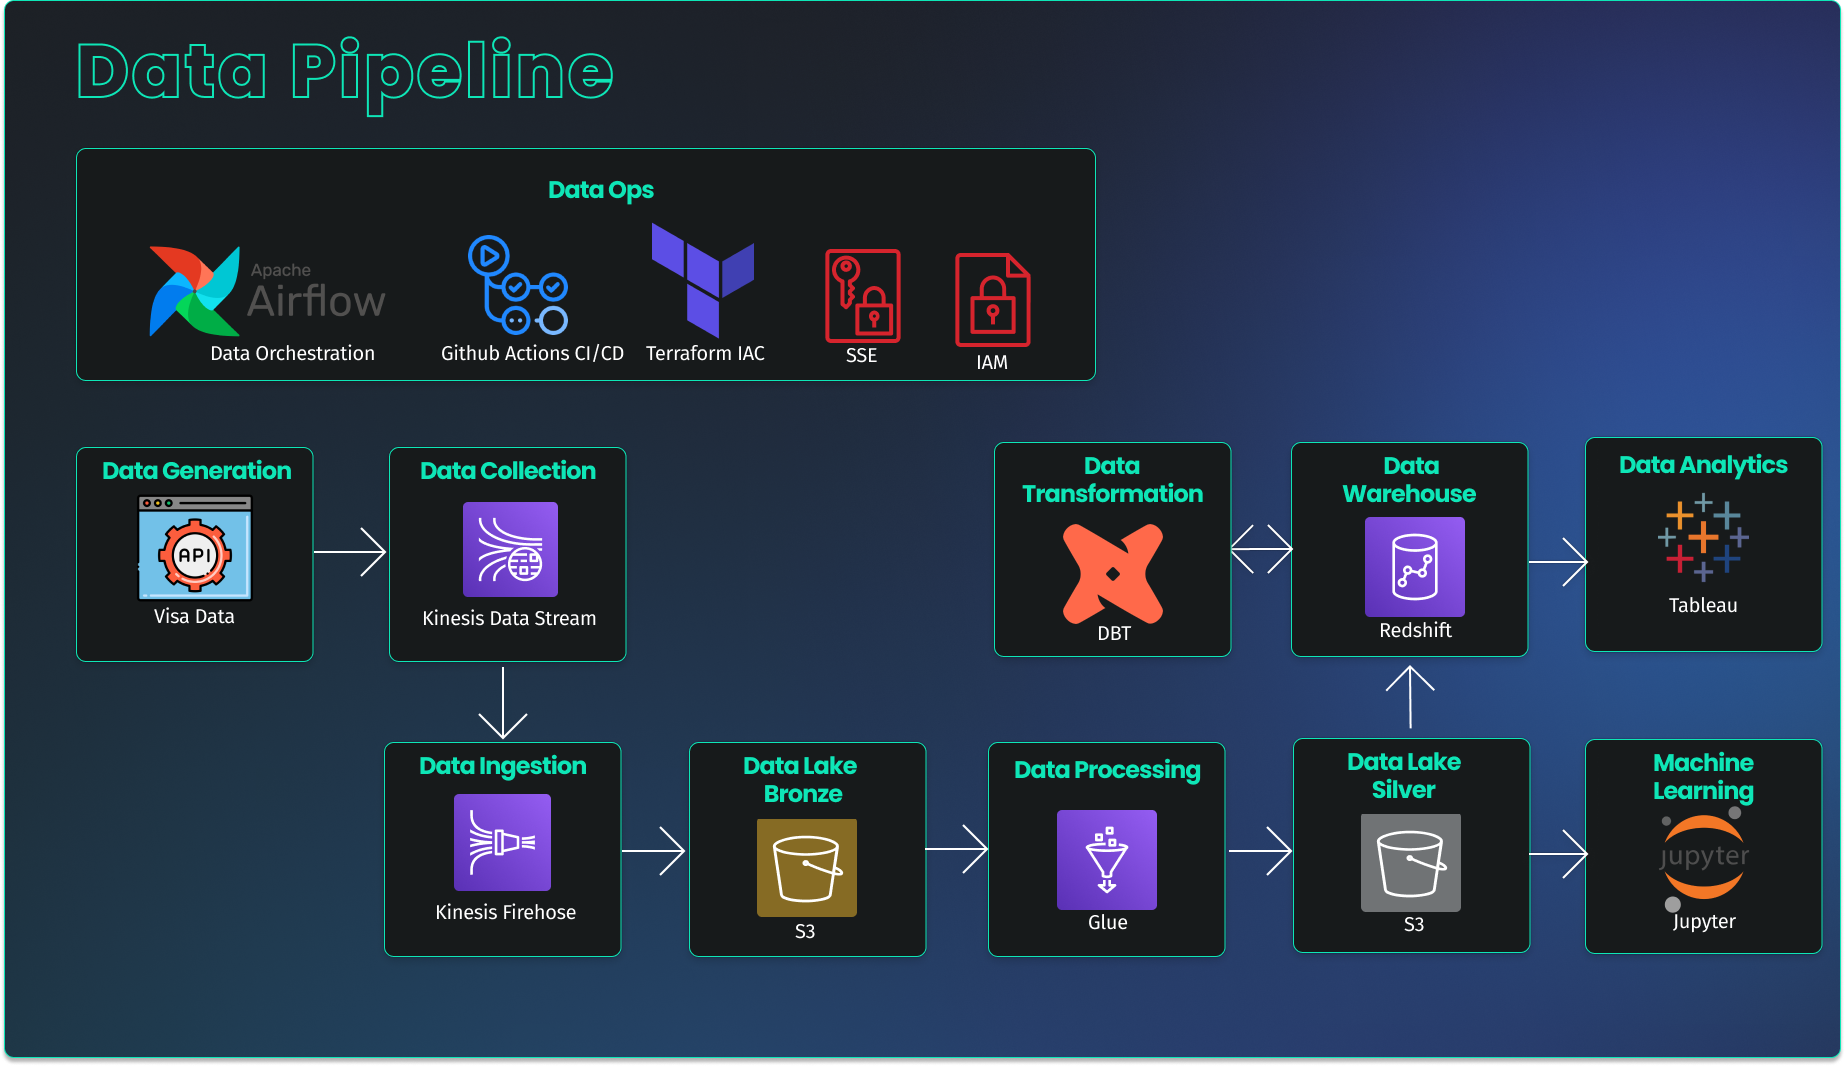 Data Pipeline
Data Ops
Apache
Airflow
Data Orchestration
Github Actions CI/CD
Terraform IAC
SSE
IAM
Data Generation
API
Visa Data
Data Collection
Kinesis Data Stream
Data
Transformation
DBT
Data
Warehouse
Redshift
Data Analytics
Tableau
Data Ingestion
Kinesis Firehose
Data Lake
Bronze
S3
Data Processing
Glue
Data Lake
Silver
S3
Machine
Learning
jupyter
Jupyter